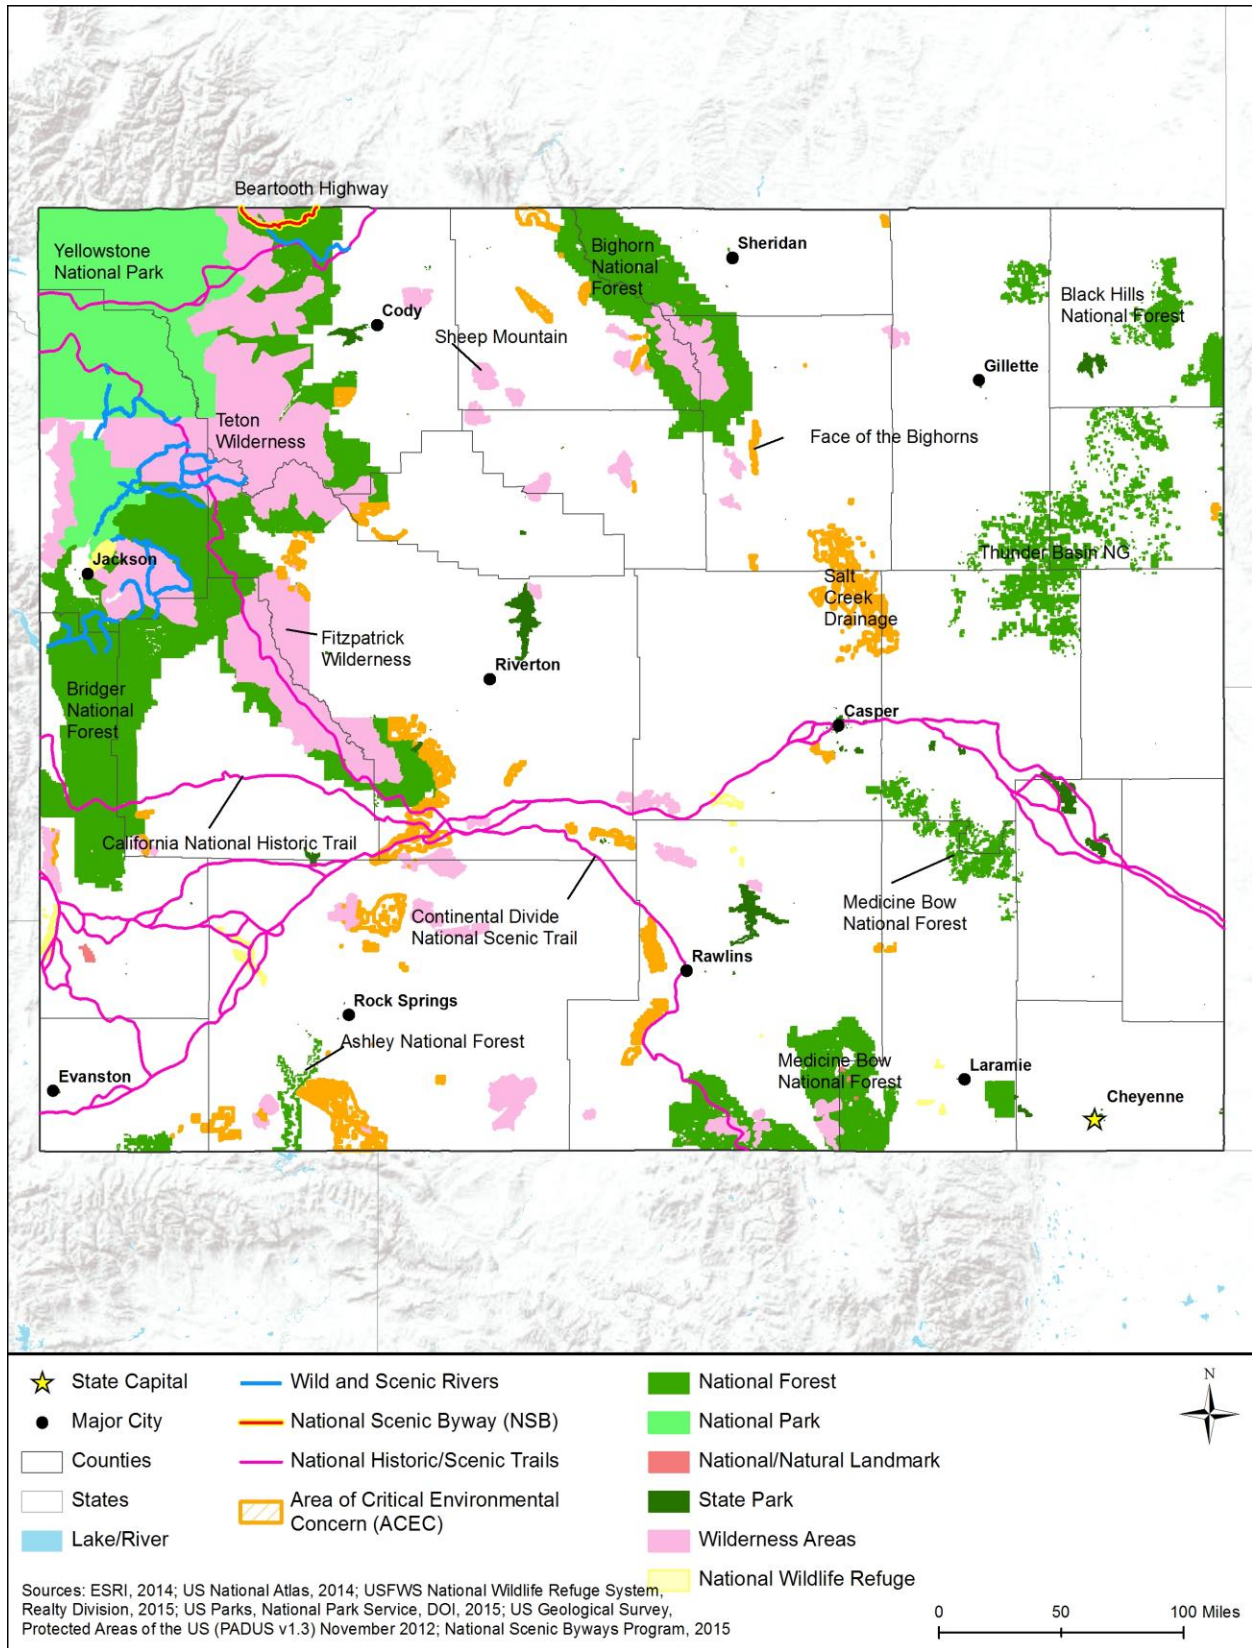 Beartooth Highway
Yellowstone
National Park
Bighorn
National
Forest
Sheridan
Black Hills
National Forest
Cody
Sheep Mountain
Gillette
Teton
Wilderness
Face of the Bighorns
Jackson
Thunder Basin NG
Salt
Creek
Drainage
Fitzpatrick
Wilderness
Riverton
Bridger
National
Forest
Casper
California National Historic Trail
Continental Divide
National Scenic Trail
Medicine Bow
National Forest
Rawlins
Rock Springs
Ashley National Forest
Medicine Bow
National Forest
Laramie
Evanston
Cheyenne
State Capital
Major City
Counties
States
Lake/River
Wild and Scenic Rivers
National Scenic Byway (NSB)
National Historic/Scenic Trails
Area of Critical Environmental
Concern (ACEC)
National Forest
National Park
National/Natural Landmark
State Park
Wilderness Areas
National Wildlife Refuge
N
Sources: ESRI, 2014; US National Atlas, 2014; USFWS National Wildlife Refuge System,
Realty Division, 2015; US Parks, National Park Service, DOI, 2015; US Geological Survey,
Protected Areas of the US (PADUS v1.3) November 2012; National Scenic Byways Program, 2015
0 50 100 Miles